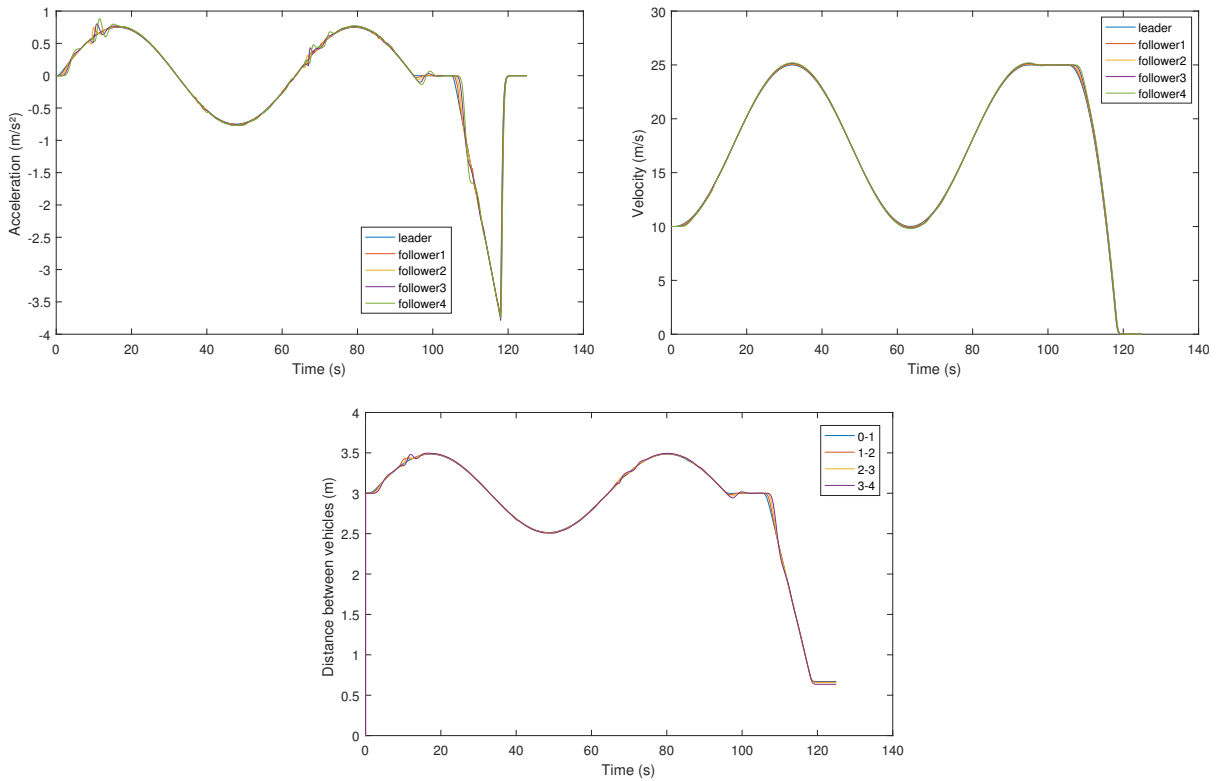 1
0.5
0
-0.5
-1
-1.5
-2
-2.5
-3
-3.5
-4
Acceleration (m/s²)
leader
follower1
follower2
follower3
follower4
0 20 40 60 80 100 120 140
Time (s)
30
25
20
15
10
5
0
Velocity (m/s)
leader
follower1
follower2
follower3
follower4
0 20 40 60 80 100 120 140
Time (s)
4
3.5
3
2.5
2
1.5
1
0.5
0
Distance between vehicles (m)
0-1
1-2
2-3
3-4
0 20 40 60 80 100 120 140
Time (s)